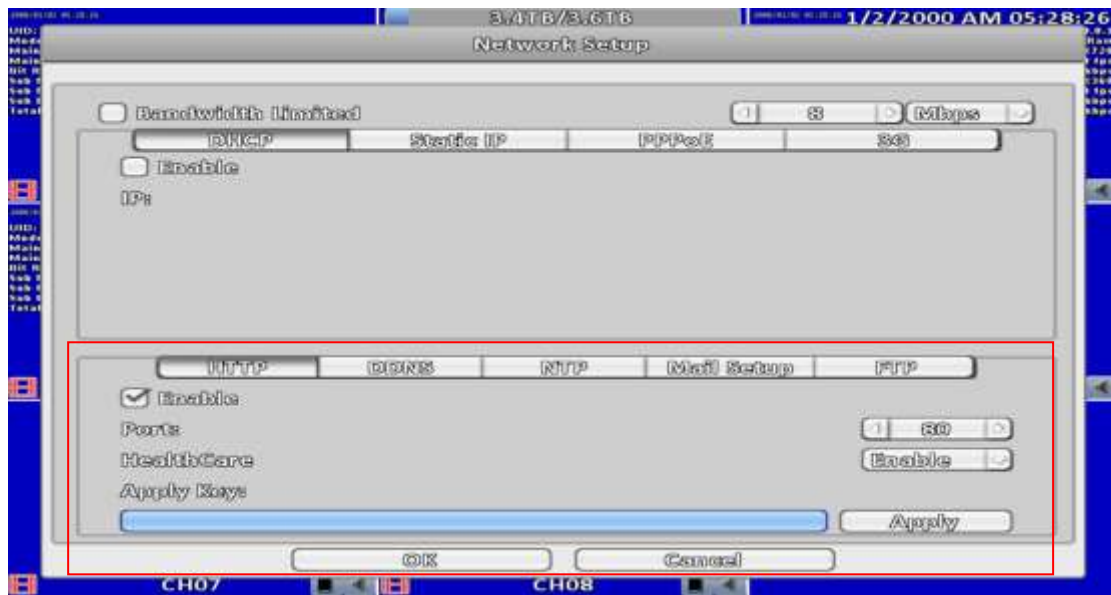 3.4TB/3.6TB
1/2/2000 AM 05:28:26
Network Setup
Bandwidth Limited 8 Mbps
DHCP Static IP PPPoE 3G
Enable
IP:
HTTP DDNS NTP Mail Setup FTP
Enable
Port: 80
HealthCare Enable
Apply Key:
Apply
OK Cancel
CH07 CH08